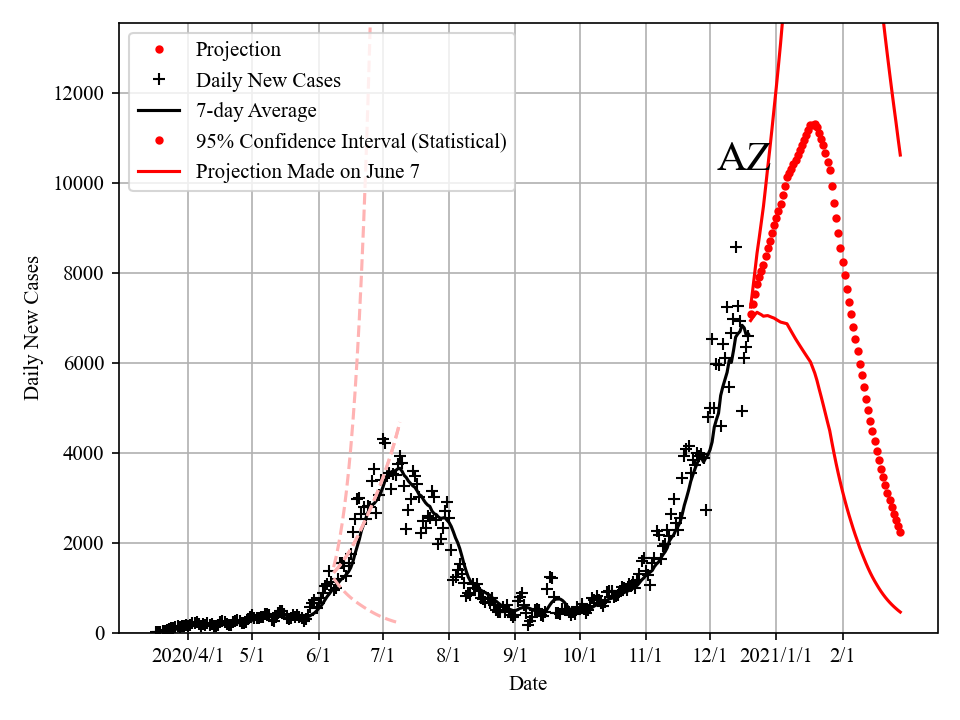 Projection
Daily New Cases
7-day Average
95% Confidence Interval (Statistical)
Projection Made on June 7
AZ
12000
10000
8000
6000
4000
2000
0
Daily New Cases
2020/4/1 5/1 6/1 7/1 8/1 9/1 10/1 11/1 12/1 2021/1/1 2/1
Date